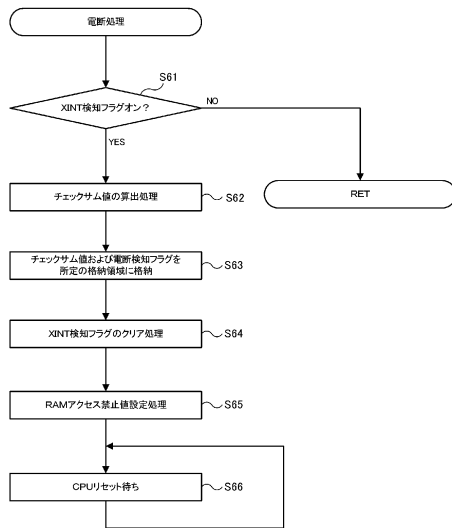 電断処理
S61
XINT検知フラグオン?
NO
YES
チェックサム値の算出処理
S62
RET
チェックサム値および電断検知フラグを
所定の格納領域に格納
S63
XINT検知フラグのクリア処理
S64
RAMアクセス禁止値設定処理
S65
CPUリセット待ち
S66